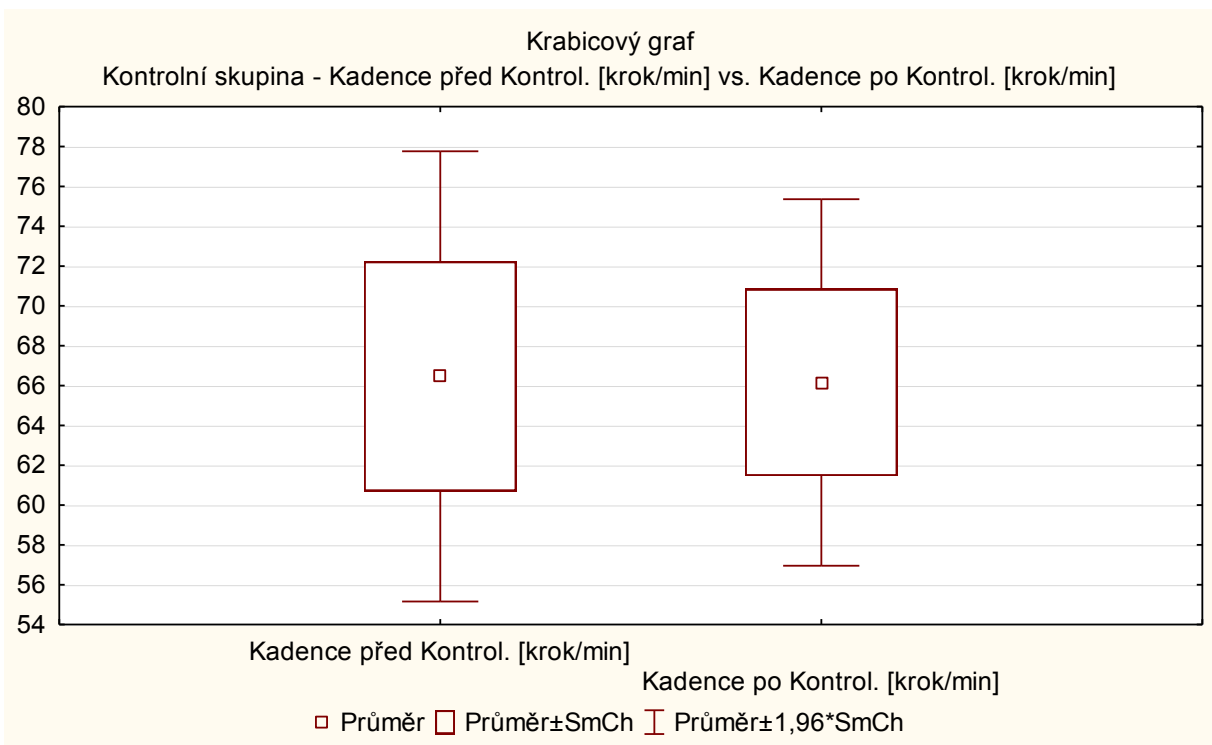 Krabicový graf
Kontrolní skupina - Kadence před Kontrol. [krok/min] vs. Kadence po Kontrol. [krok/min]
80
78
76
74
72
70
68
66
64
62
60
58
56
54
Kadence před Kontrol. [krok/min]
Kadence po Kontrol. [krok/min]
Průměr Průměr±SmCh Průměr±1,96*SmCh